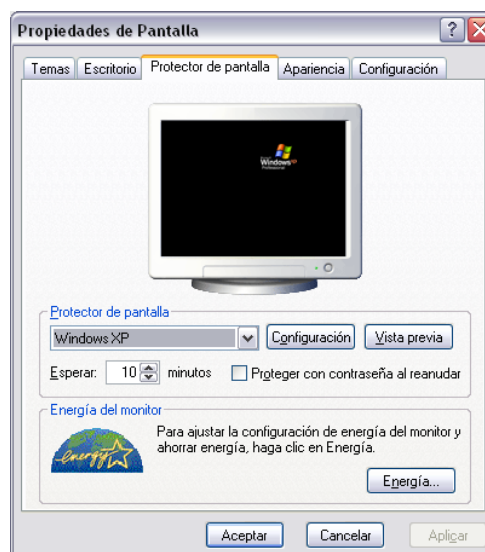 Propiedades de Pantalla
Temas Escritorio Protector de pantalla Apariencia Configuración
Windows
Protector de pantalla
Windows XP Configuración Vista previa
Esperar: 10 minutos Proteger con contraseña al reanudar
Energía del monitor
energy
Para ajustar la configuración de energía del monitor y
ahorrar energía, haga clic en Energía.
Energía...
Aceptar Cancelar Aplicar